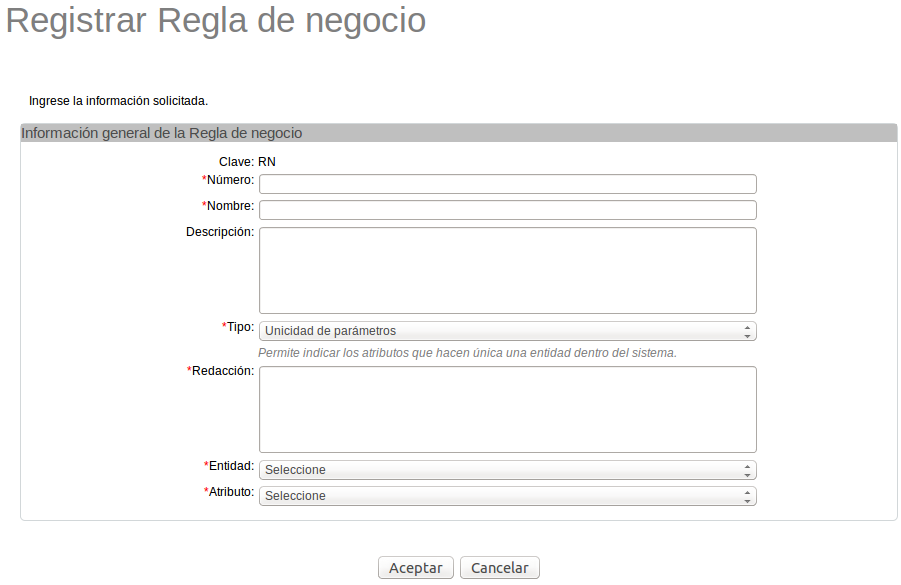 Registrar Regla de negocio
Ingrese la información solicitada.
Información general de la Regla de negocio
Clave: RN
*Número:
*Nombre:
Descripción:
*Tipo: Unicidad de parámetros
Permite indicar los atributos que hacen única una entidad dentro del sistema.
*Redacción:
*Entidad: Seleccione
*Atributo: Seleccione
Aceptar Cancelar